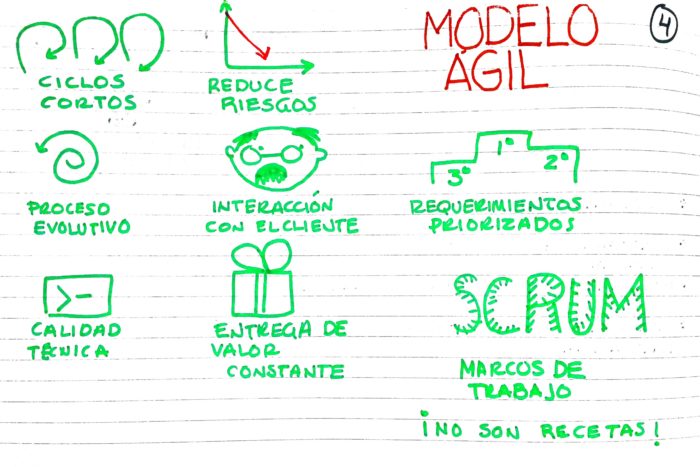 MODELO
ÁGIL
4
CICLOS
CORTOS
REDUCE
RIESGOS
PROCESO
EVOLUTIVO
INTERACCIÓN
CON EL CLIENTE
1°
2°
3°
REQUERIMIENTOS
PRIORIZADOS
>-
CALIDAD
TÉCNICA
ENTREGA DE
VALOR
CONSTANTE
SCRUM
MARCOS DE
TRABAJO
¡NO SON RECETAS!